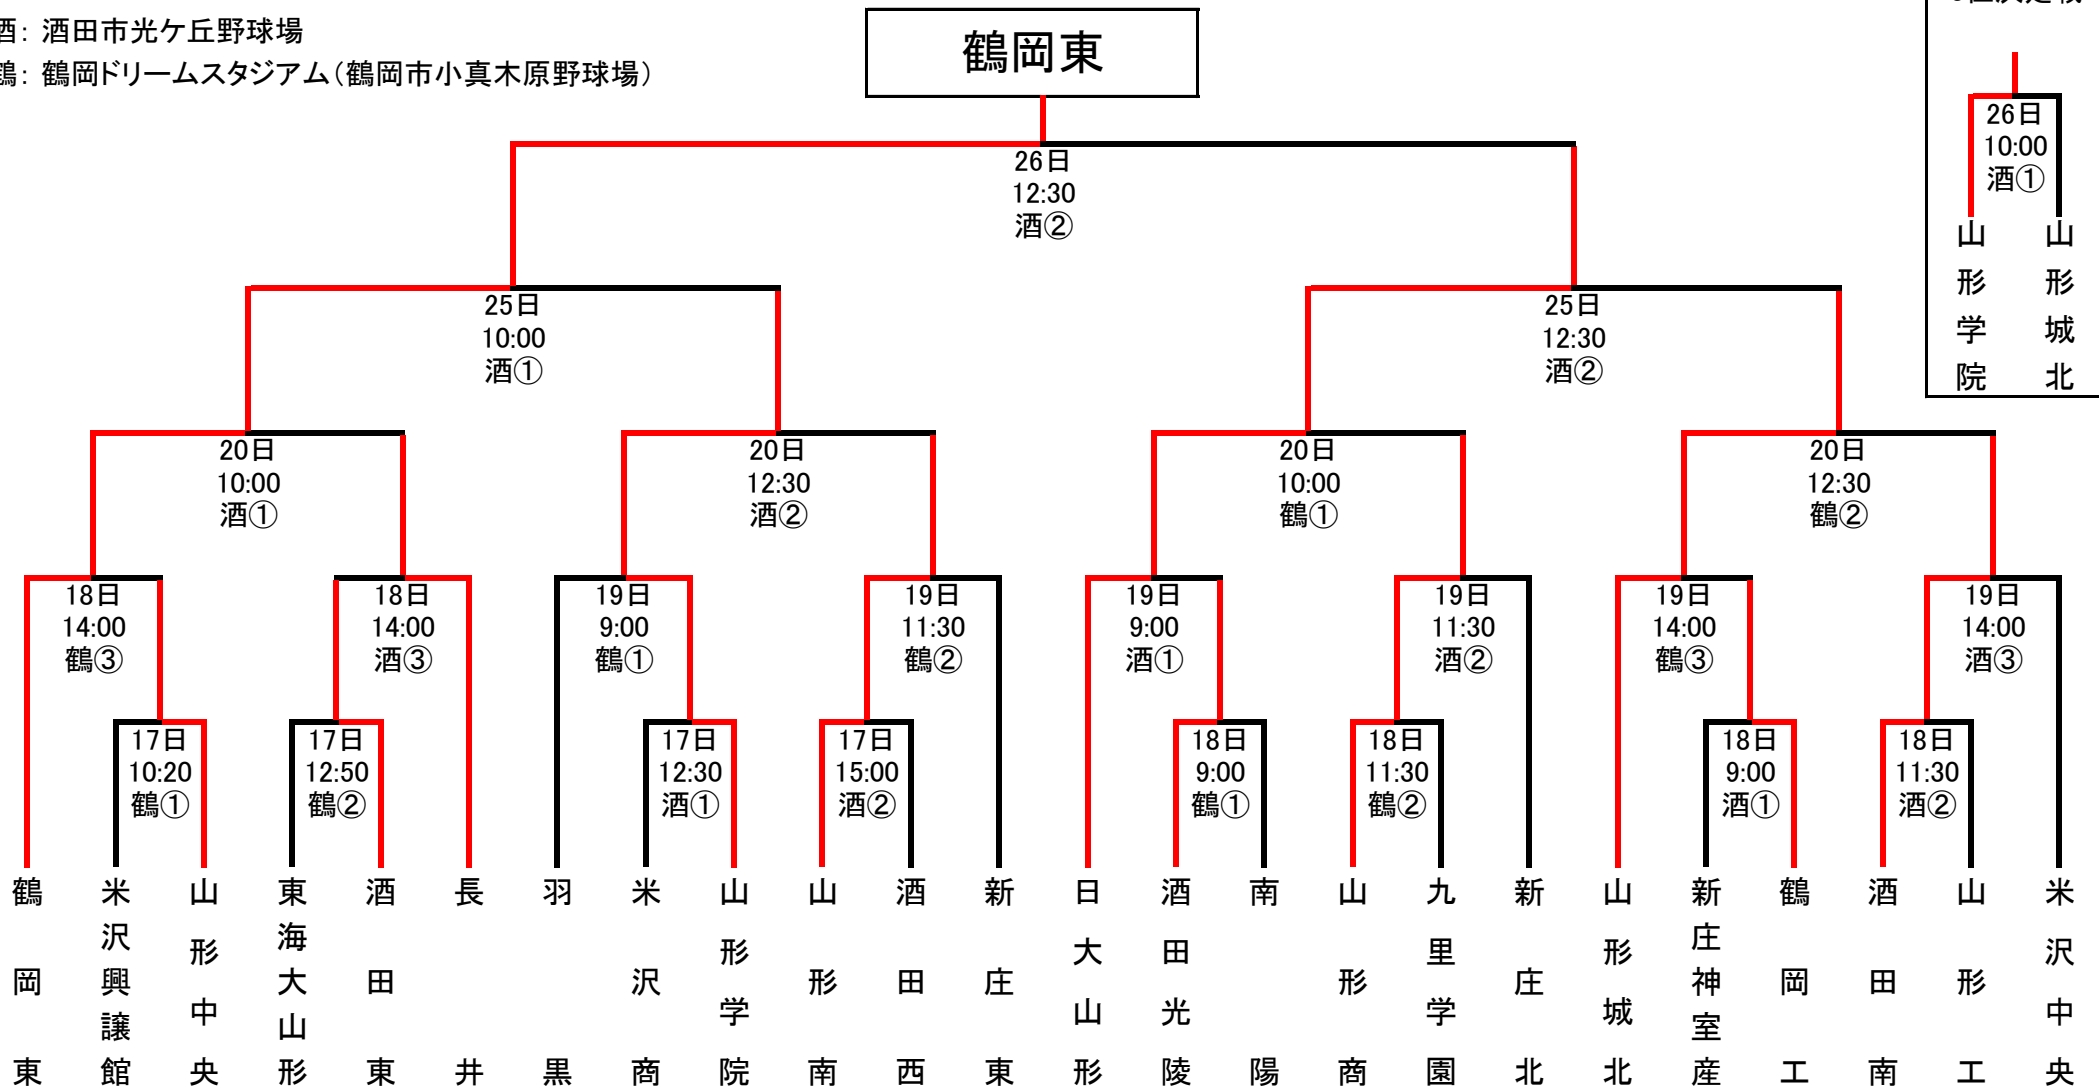 酒: 酒田市光ケ丘野球場
鶴: 鶴岡ドリームスタジアム(鶴岡市小真木原野球場)
鶴岡東
26日
10:00
酒①
山形学院
山形城北
26日
12:30
酒②
25日
10:00
酒①
25日
12:30
酒②
20日
10:00
酒①
20日
12:30
酒②
20日
10:00
鶴①
20日
12:30
鶴②
18日
14:00
鶴③
18日
14:00
酒③
19日
9:00
鶴①
19日
11:30
鶴②
19日
9:00
酒①
19日
11:30
酒②
19日
14:00
鶴③
19日
14:00
酒③
17日
10:20
鶴①
17日
12:50
鶴②
17日
12:30
酒①
17日
15:00
酒②
18日
9:00
鶴①
18日
11:30
鶴②
18日
9:00
酒①
18日
11:30
酒②
鶴岡東
米沢興譲館
山形中央
東海大山形
酒田東
長井
羽黒
米沢商
山形学院
山形南
酒田西
新庄東
日大山形
酒田光陵
南陽
山形商
九里学園
新庄北
山形城北
新庄神室産
鶴岡工
酒田南
山形工
米沢中央